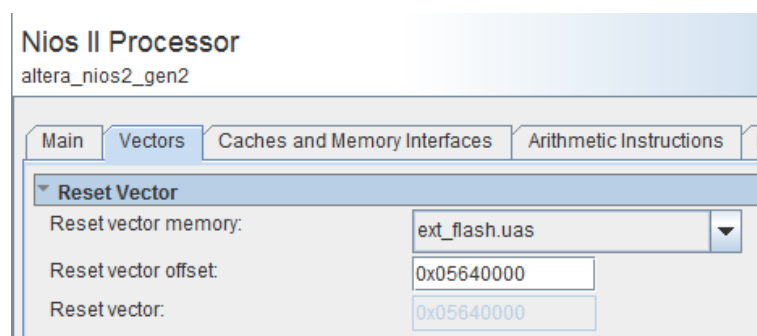 Nios II Processor
altera_nios2_gen2
Main Vectors Caches and Memory Interfaces Arithmetic Instructions
Reset Vector
Reset vector memory: ext_flash.uas
Reset vector offset: 0x05640000
Reset vector: 0x05640000